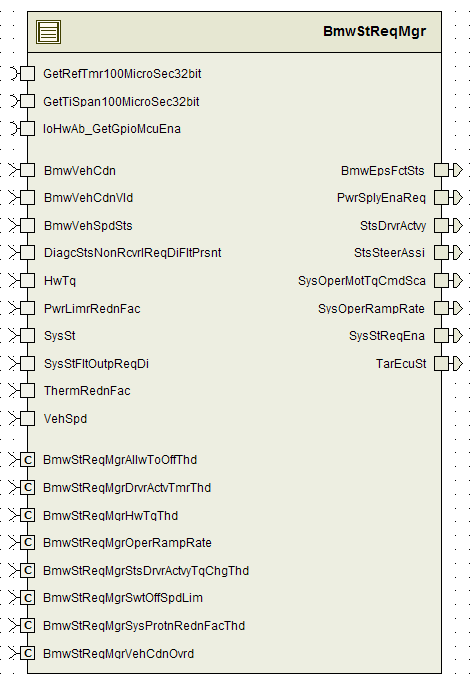 BmwStReqMgr
GetRefTmr100MicroSec32bit
GetTiSpan100MicroSec32bit
IoHwAb_GetGpioMcuEna
BmwVehCdn
BmwEpsFctSts
BmwVehCdnVld
PwrSplyEnaReq
BmwVehSpdSts
StsDrvrActvy
DiagcStsNonRcvrlReqDiFltPrsnt
StsSteerAssi
HwTq
SysOperMotTqCmdSca
PwrLimrRednFac
SysOperRampRate
SysSt
SysStReqEna
SysStFltOutpReqDi
TarEcuSt
ThermRednFac
VehSpd
C BmwStReqMgrAllwToOffThd
C BmwStReqMgrDrvrActvTmrThd
C BmwStReqMgrHwTqThd
C BmwStReqMgrOperRampRate
C BmwStReqMgrStsDrvrActvyTqChgThd
C BmwStReqMgrSwtOffSpdLim
C BmwStReqMgrSysProtnRednFacThd
C BmwStReqMgrVehCdnOvrd